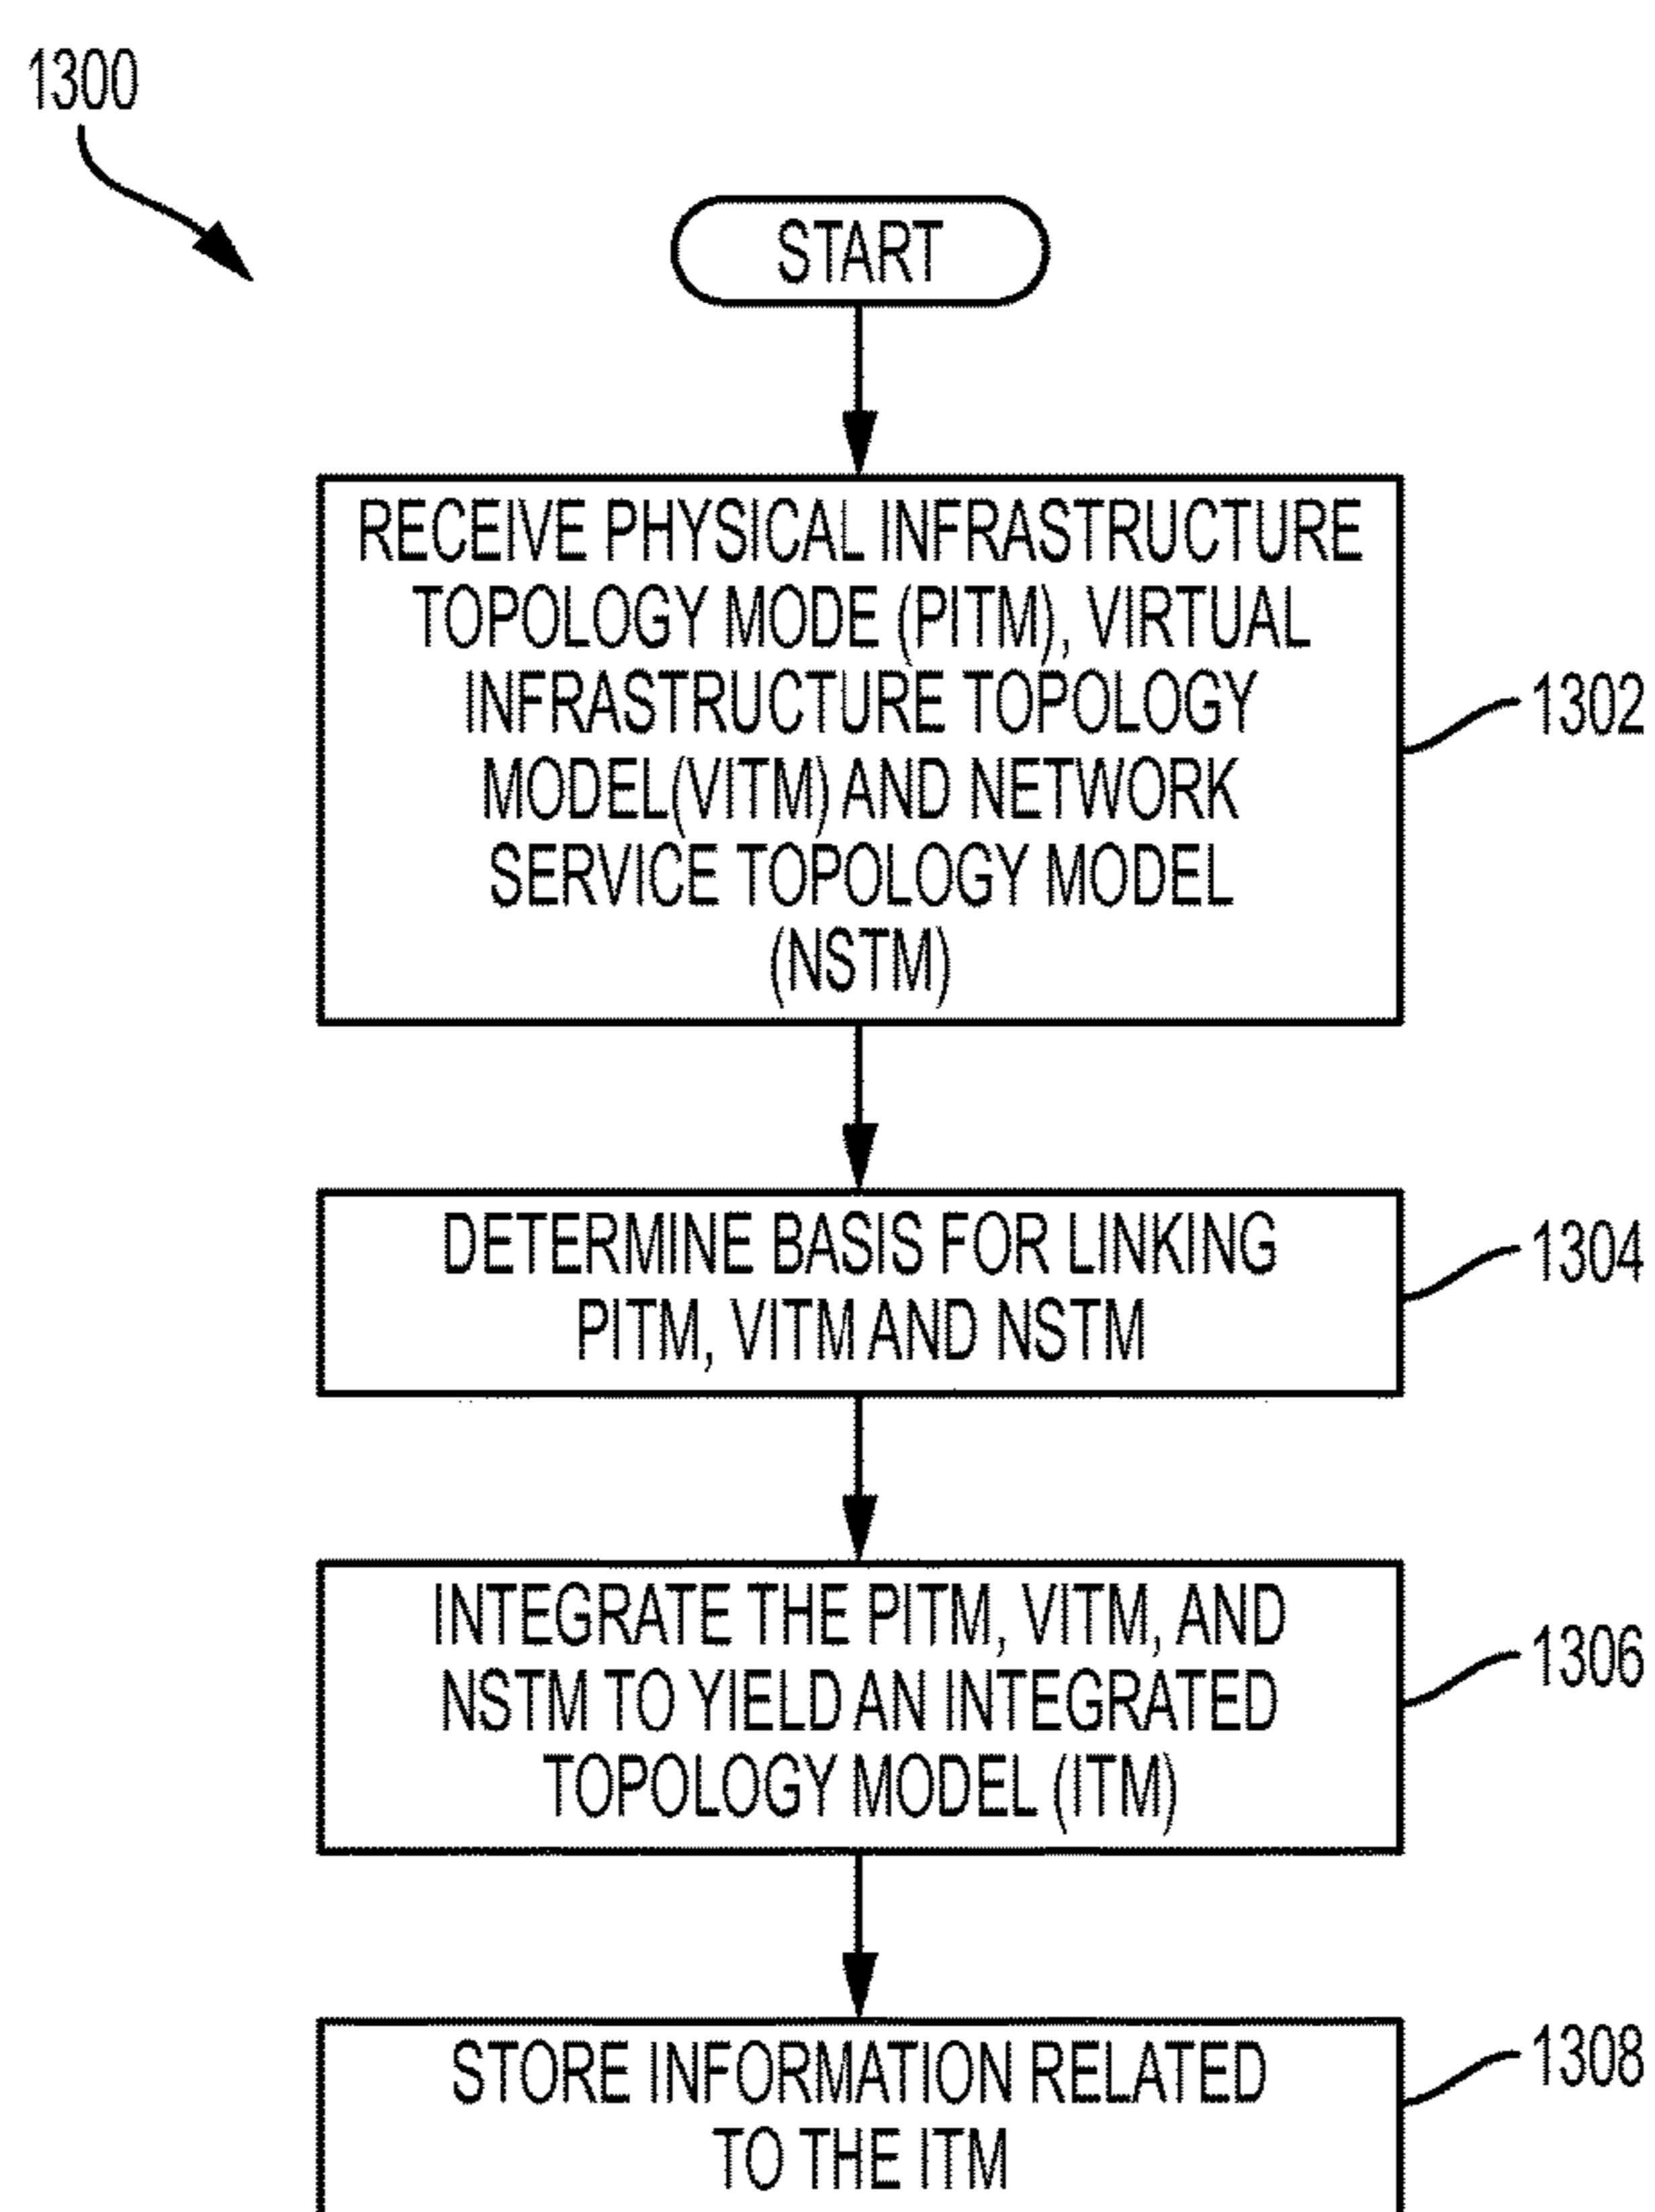 1300
START
RECEIVE PHYSICAL INFRASTRUCTURE
TOPOLOGY MODE (PITM), VIRTUAL
INFRASTRUCTURE TOPOLOGY
MODEL(VITM) AND NETWORK
SERVICE TOPOLOGY MODEL
(NSTM)
1302
DETERMINE BASIS FOR LINKING
PITM, VITM AND NSTM
1304
INTEGRATE THE PITM, VITM, AND
NSTM TO YIELD AN INTEGRATED
TOPOLOGY MODEL (ITM)
1306
STORE INFORMATION RELATED
TO THE ITM
1308